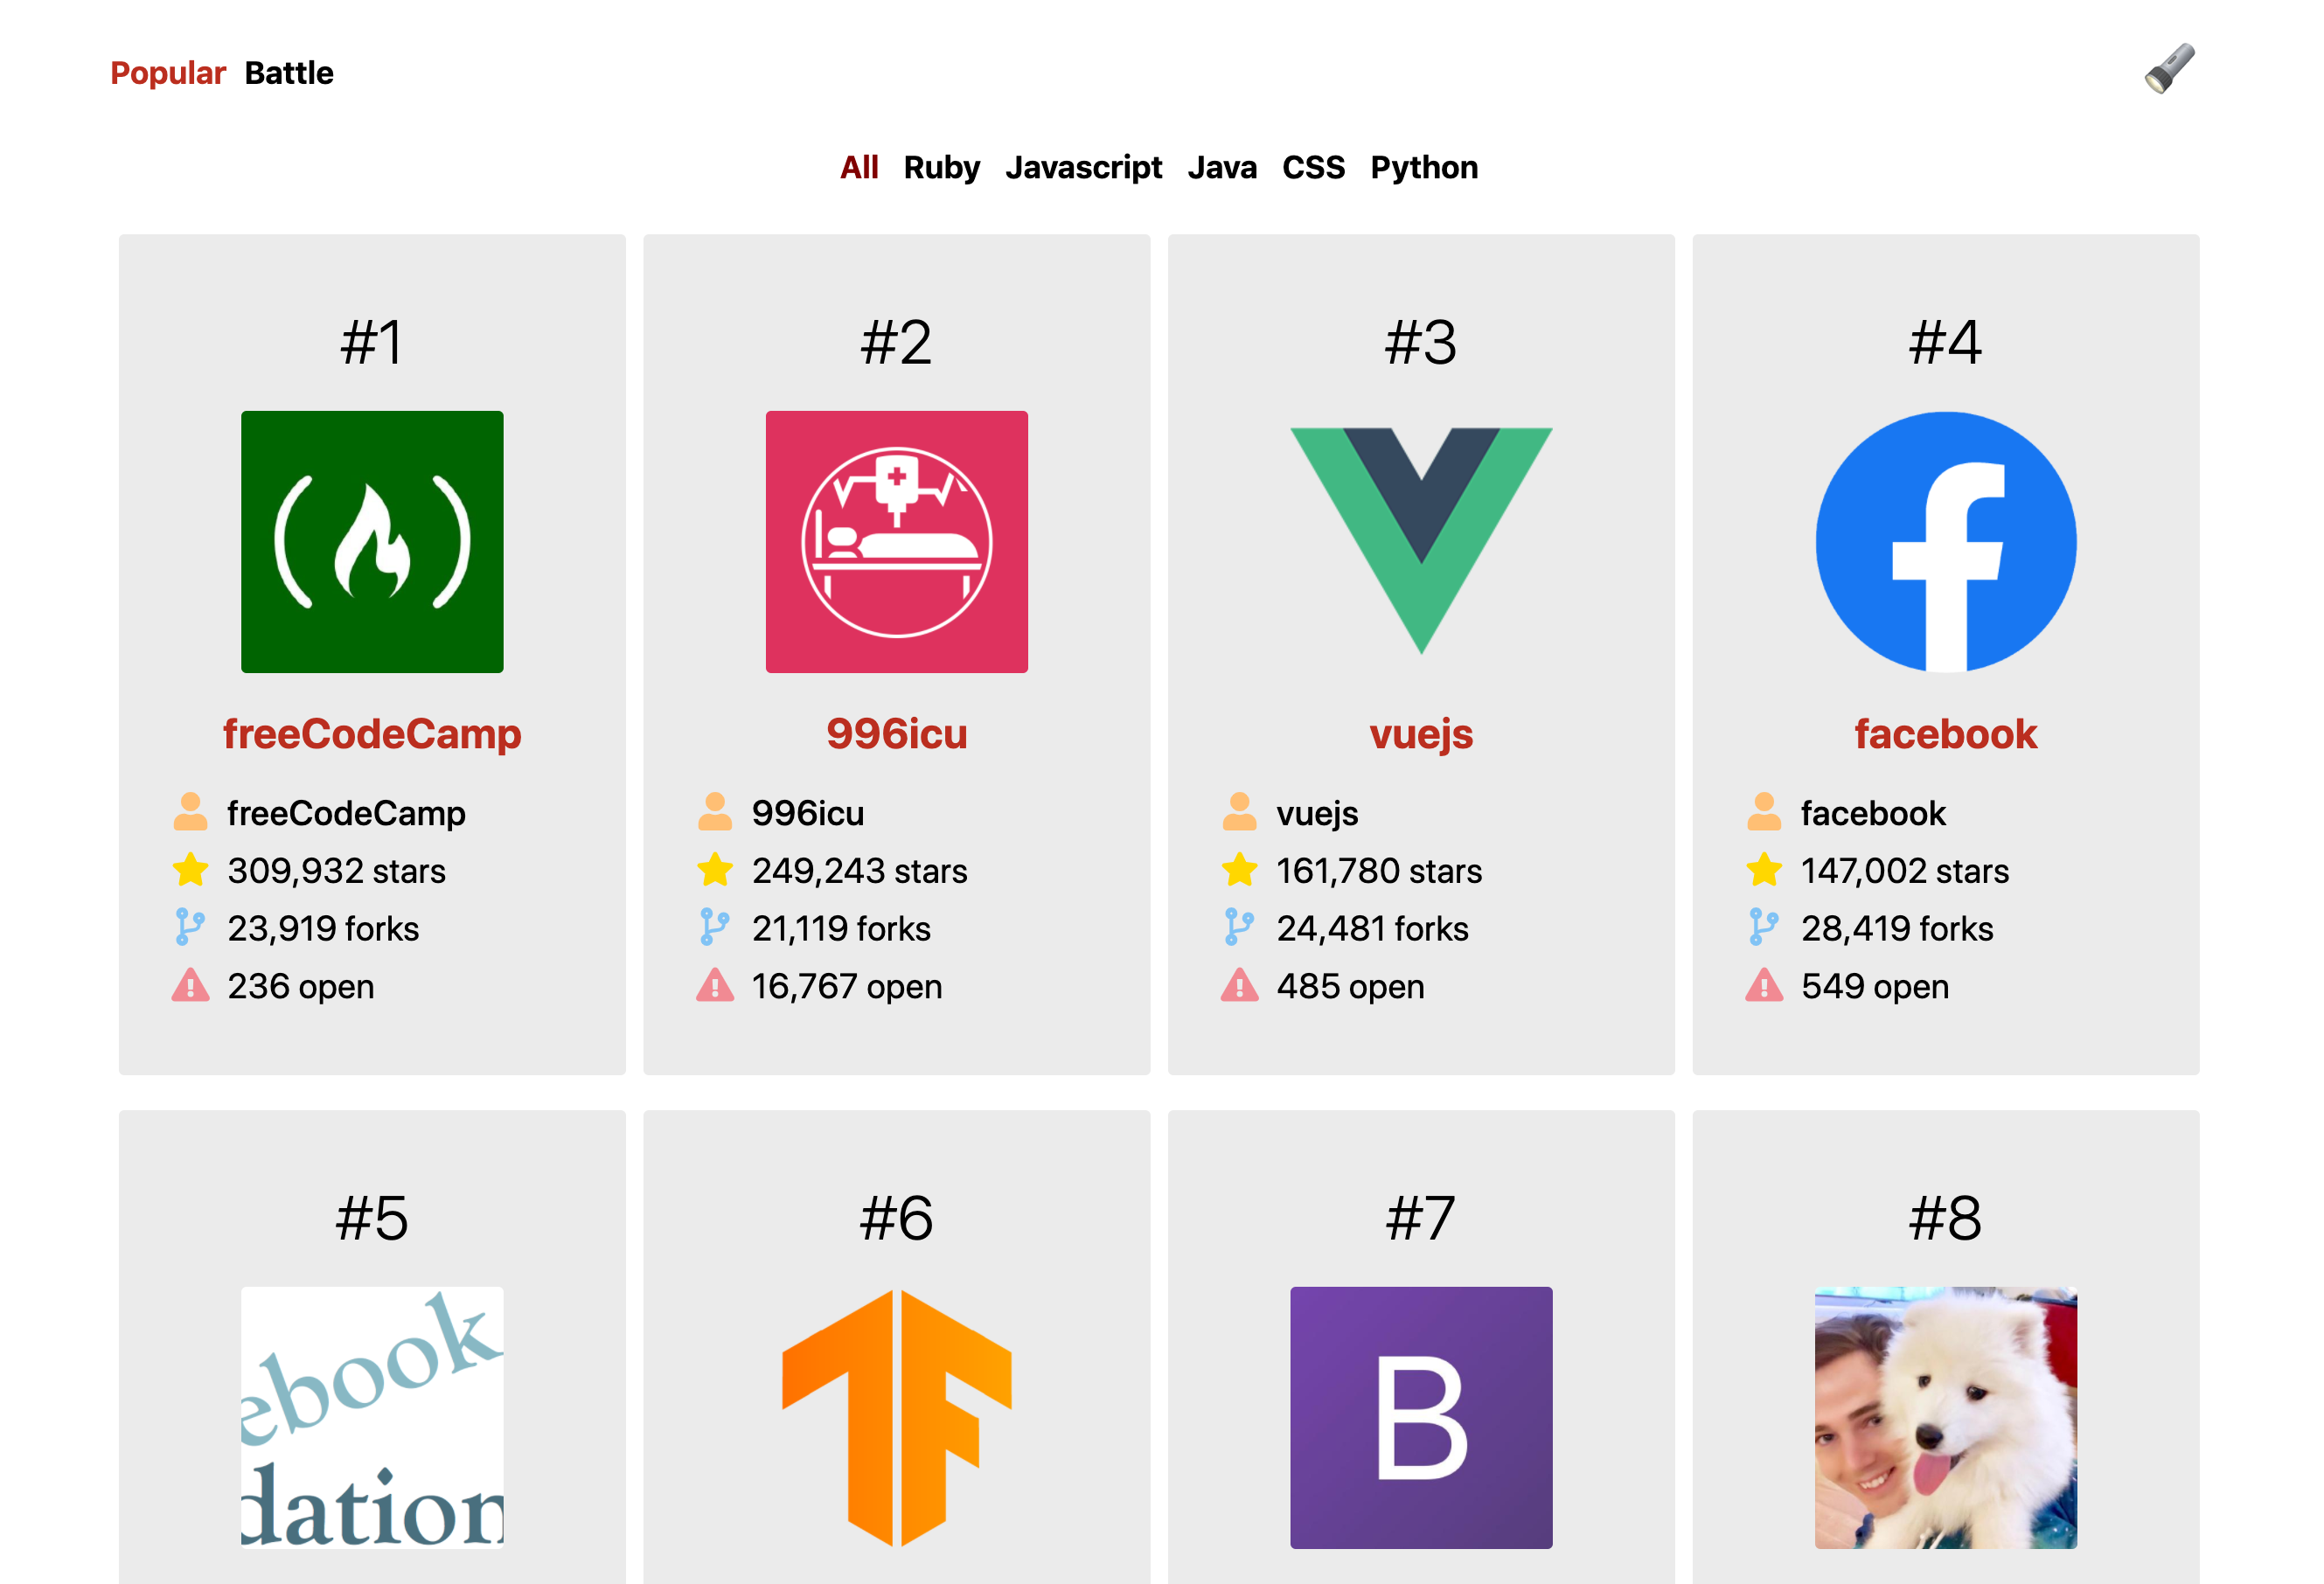 Popular Battle
All Ruby Javascript Java CSS Python
#1
freeCodeCamp
freeCodeCamp
309,932 stars
23,919 forks
236 open
#2
996icu
996icu
249,243 stars
21,119 forks
16,767 open
#3
vuejs
vuejs
161,780 stars
24,481 forks
485 open
#4
facebook
facebook
147,002 stars
28,419 forks
549 open
#5
ebook
dation
#6
TF
#7
B
#8